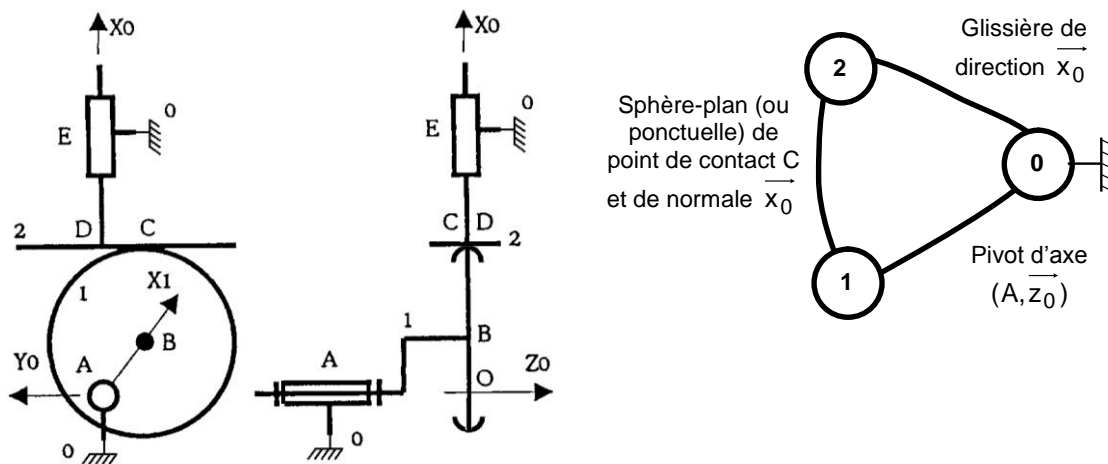 X0
0
E
D
C
2
1
X1
B
A
Y0
0
X0
0
E
C
D
2
1
B
A
O
Z0
0
Glissière de
direction x0
2
Sphère-plan (ou
ponctuelle) de
point de contact C
et de normale x0
0
1
Pivot d'axe
(A, z0)